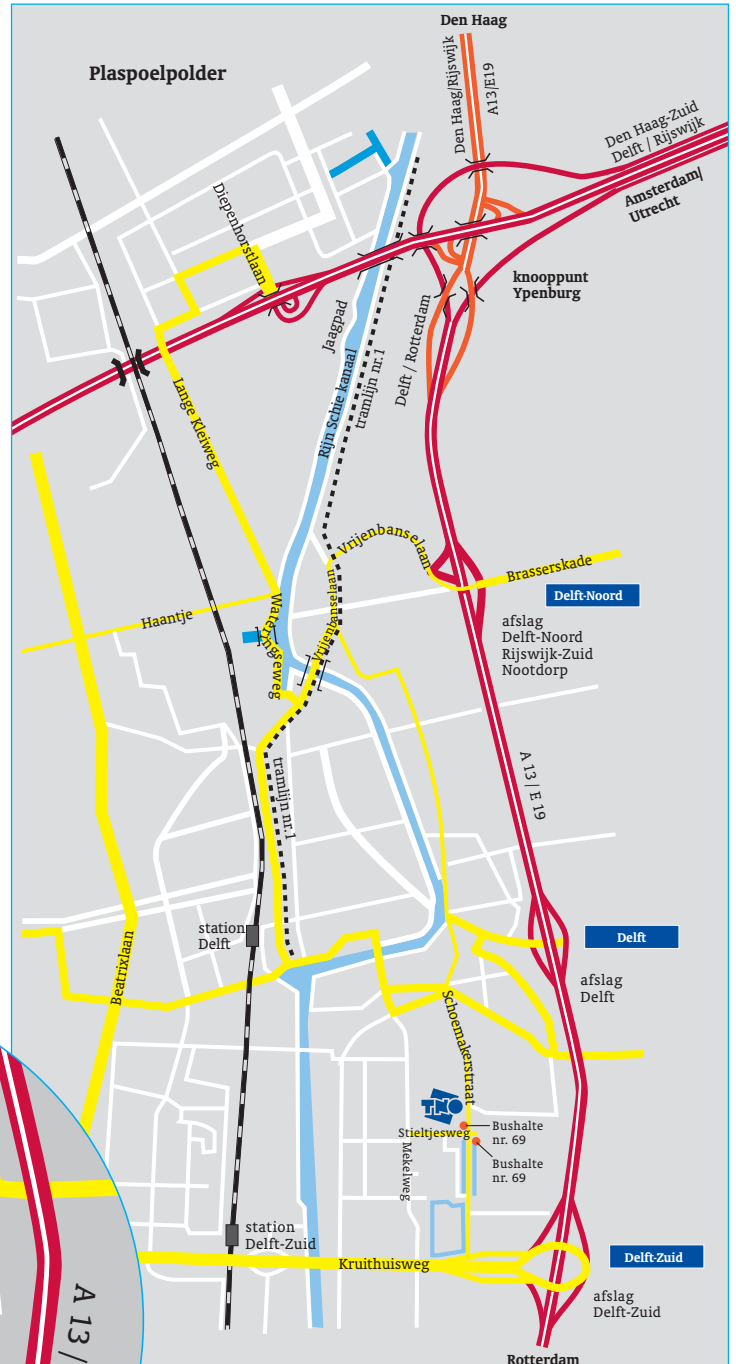 Den Haag
Plaspoelpolder
Den Haag/Rijswijk
A13/E19
Den Haag-Zuid
Delft / Rijswijk
Amsterdam/
Utrecht
Diepenhorstlaan
knooppunt
Ypenburg
Jaagpad
Delft / Rotterdam
Rijn Schie kanaal
tramlijn nr.1
Lange Kleiweg
Vrijenbanselaan
Brasserskade
Delft-Noord
Haantje
Wateringseweg
Vrijenbanselaan
afslag
Delft-Noord
Rijswijk-Zuid
Nootdorp
A 13 / E 19
tramlijn nr.1
station
Delft
Delft
Beatrixlaan
afslag
Delft
Schoemakerstraat
TNO
Stieltjesweg
Bushalte
nr. 69
Bushalte
nr. 69
Mekelweg
station
Delft-Zuid
Kruithuisweg
Delft-Zuid
afslag
Delft-Zuid
A 13 /
Rotterdam